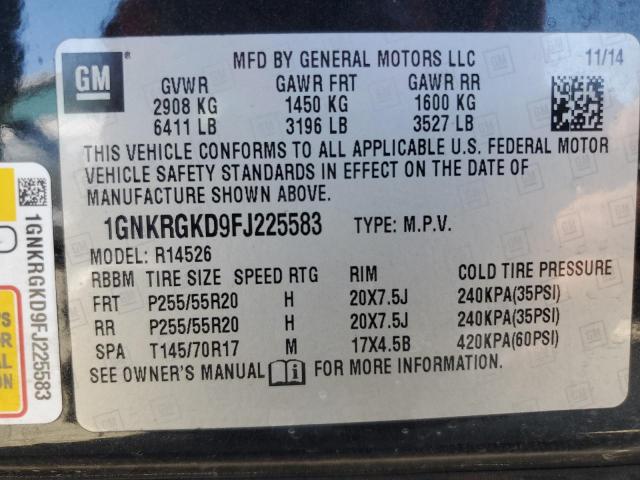 GM
MFD BY GENERAL MOTORS LLC 11/14
GVWR GAWR FRT GAWR RR
2908 KG 1450 KG 1600 KG
6411 LB 3196 LB 3527 LB
THIS VEHICLE CONFORMS TO ALL APPLICABLE U.S. FEDERAL MOTOR
VEHICLE SAFETY STANDARDS IN EFFECT ON THE DATE OF
MANUFACTURE SHOWN ABOVE.
1GNKRGKD9FJ225583 TYPE: M.P.V.
MODEL: R14526
RBBM TIRE SIZE SPEED RTG RIM COLD TIRE PRESSURE
FRT P255/55R20 H 20X7.5J 240KPA(35PSI)
RR P255/55R20 H 20X7.5J 240KPA(35PSI)
SPA T145/70R17 M 17X4.5B 420KPA(60PSI)
SEE OWNER'S MANUAL FOR MORE INFORMATION.
1GNKRGKD9FJ225583